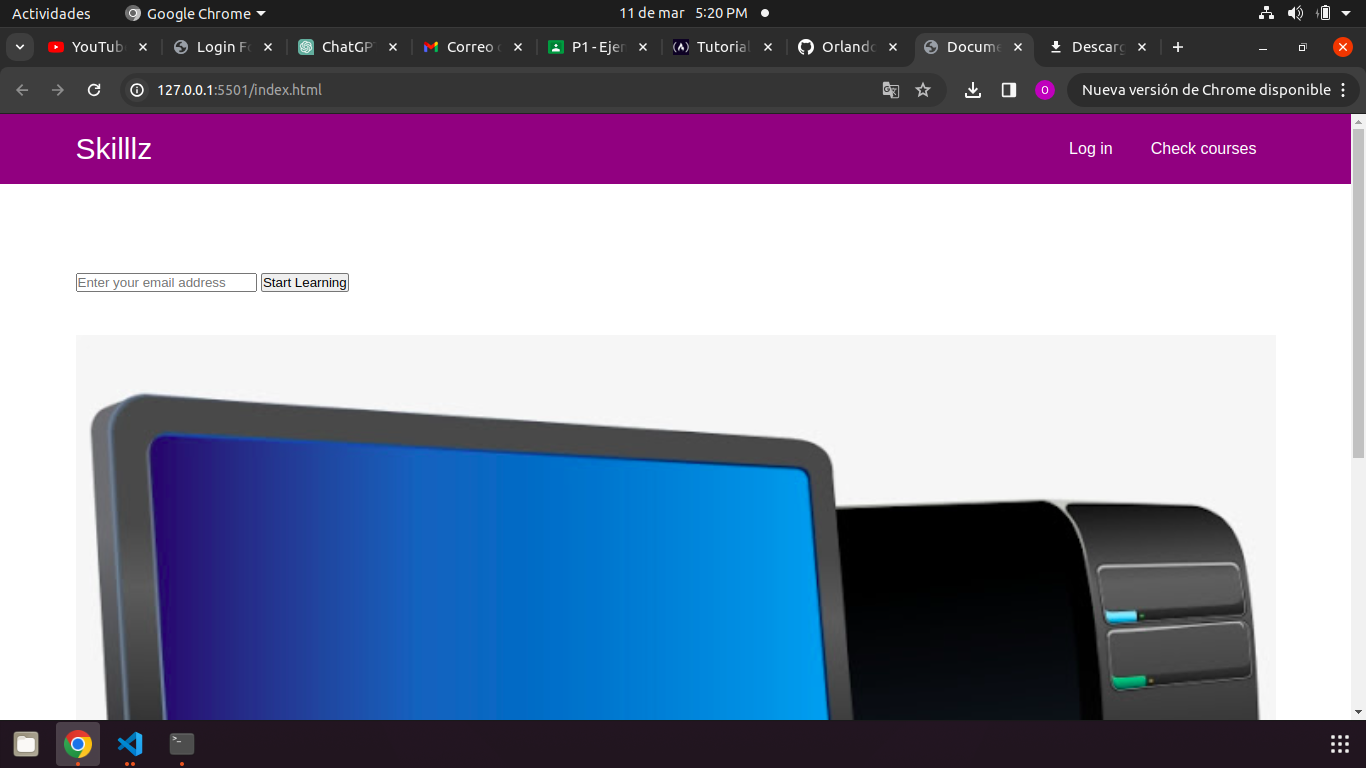 Actividades Google Chrome 11 de mar 5:20 PM
YouTub Login Fo ChatGP Correo P1 - Ejer Tutorial Orlando Docume Descarg
127.0.0.1:5501/index.html O Nueva versión de Chrome disponible
Skilllz Log in Check courses
Enter your email address Start Learning